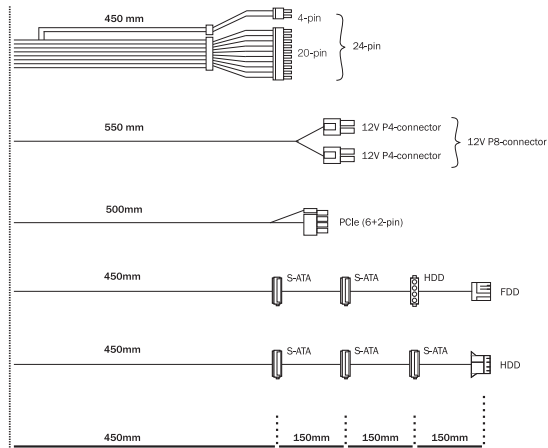 450 mm
4-pin
20-pin
24-pin
550 mm
12V P4-connector
12V P4-connector
12V P8-connector
500mm
PCIe (6+2-pin)
450mm
S-ATA
S-ATA
HDD
FDD
450mm
S-ATA
S-ATA
S-ATA
HDD
450mm
150mm
150mm
150mm